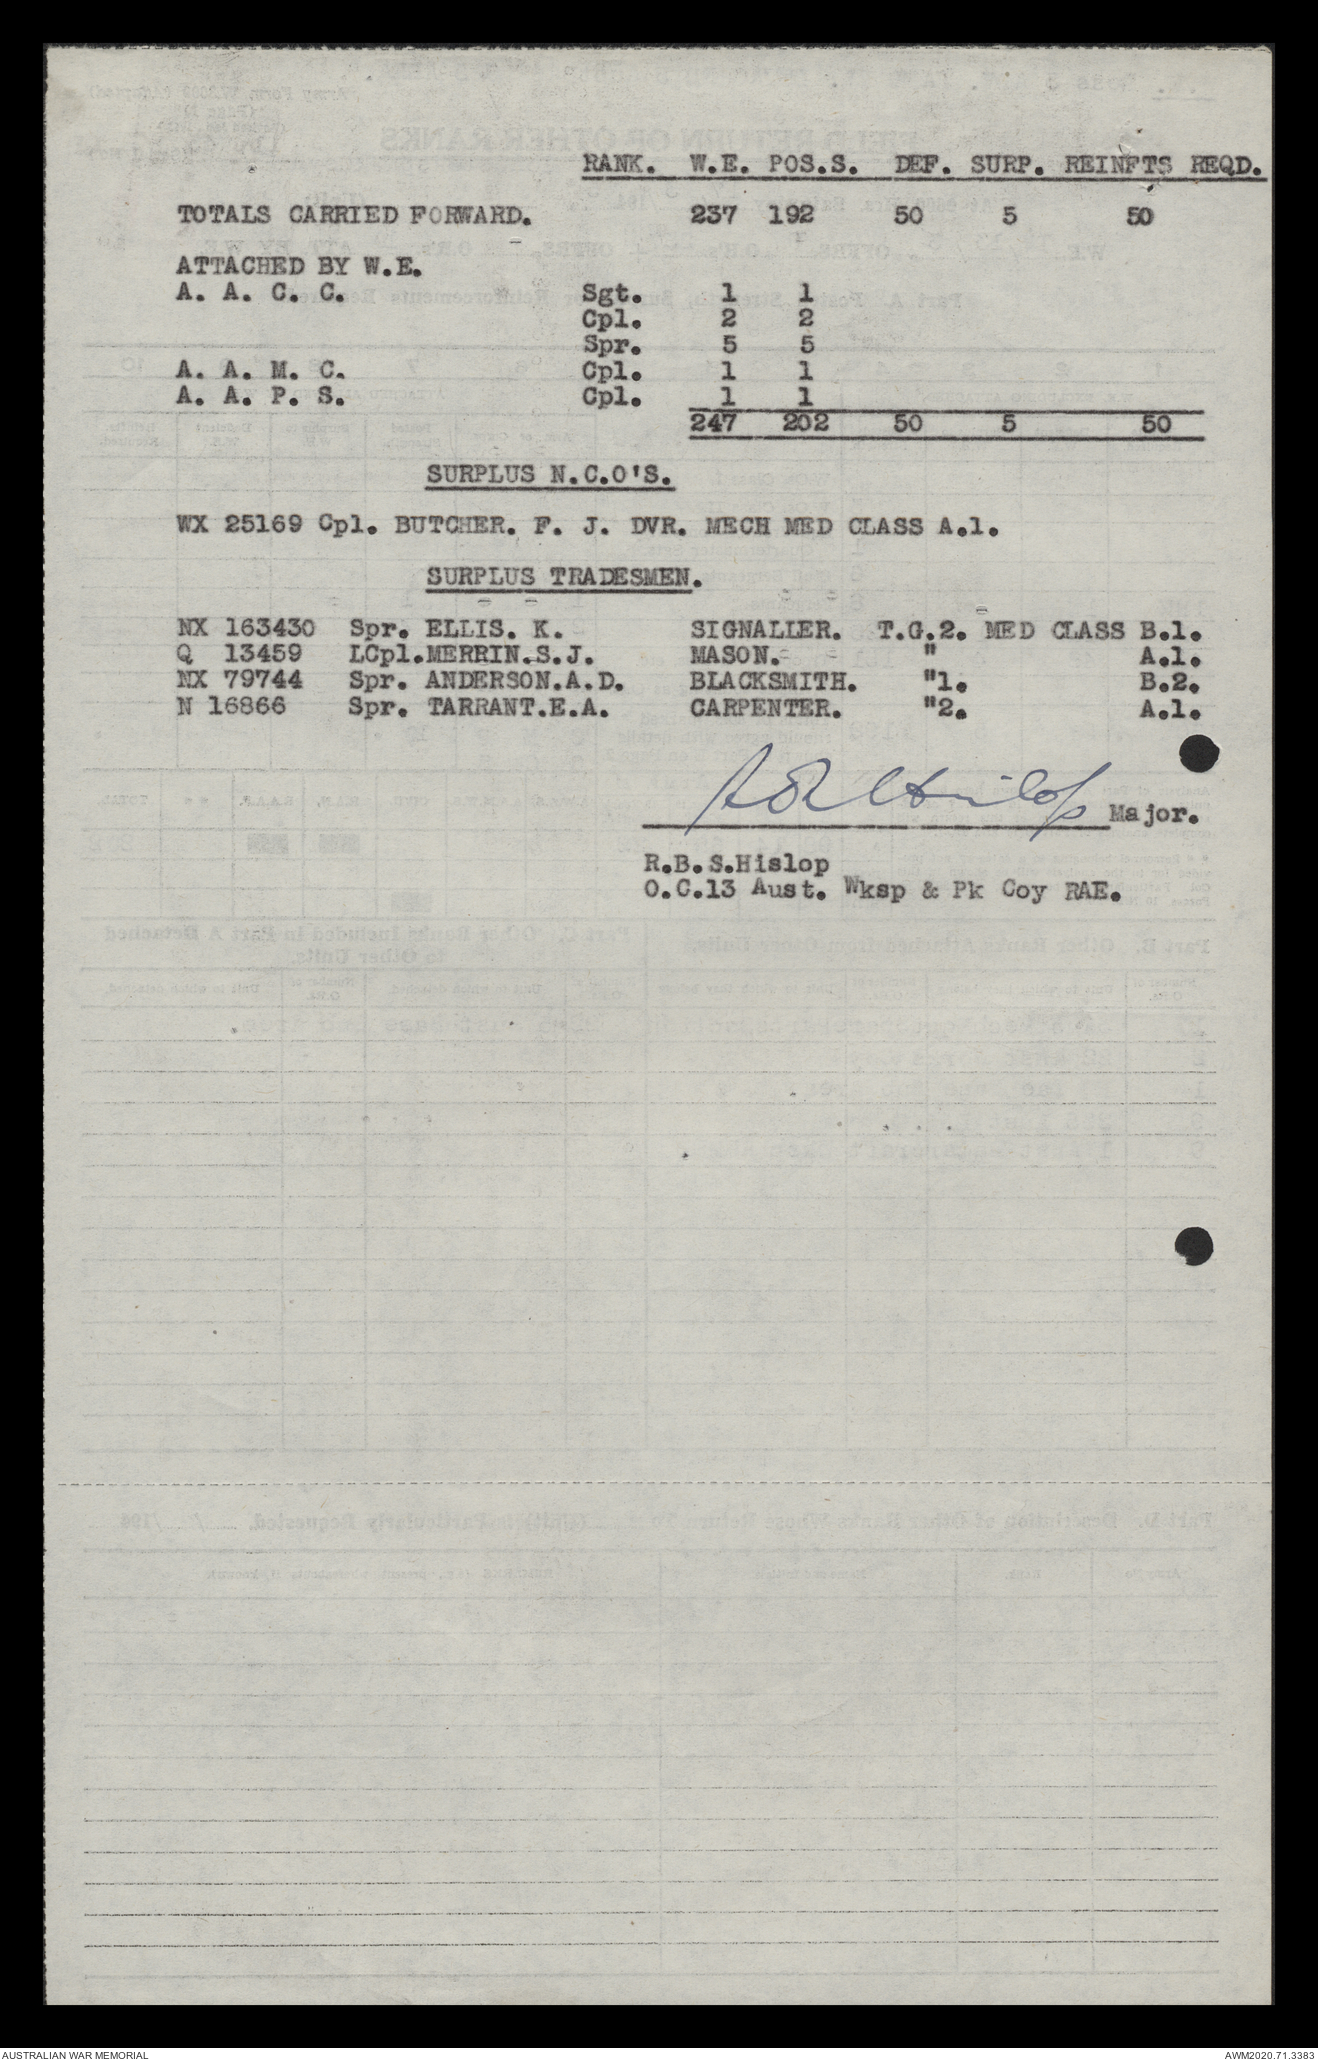 RANK. W.E. POS.S. DEF. SURP. REINFTS REQD.
TOTALS CARRIED FORWARD. 237 192 50 5 50
ATTACHED BY W.E.
A. A. C. C. Sgt. 1 1
Cpl. 2 2
Spr. 5 5
A. A. M. C. Cpl. 1 1
A. A. P. S. Cpl. 1 1
247 202 50 5 50
SURPLUS N.C.O'S.
WX 25169 Cpl. BUTCHER. F. J. DVR. MECH MED CLASS A.1.
SURPLUS TRADESMEN.
NX 163430 Spr. ELLIS. K. SIGNALLER. T.G.2. MED CLASS B.1.
Q 13459 LCpl.MERRIN.S.J. MASON. " A.1.
NX 79744 Spr. ANDERSON.A.D. BLACKSMITH. "1. B.2.
N 16866 Spr. TARRANT.E.A. CARPENTER. "2. A.1.
Major.
R.B.S.Hislop
O.C.13 Aust. Wksp & Pk Coy RAE.
AUSTRALIAN WAR MEMORIAL
AWM2020.71.3383